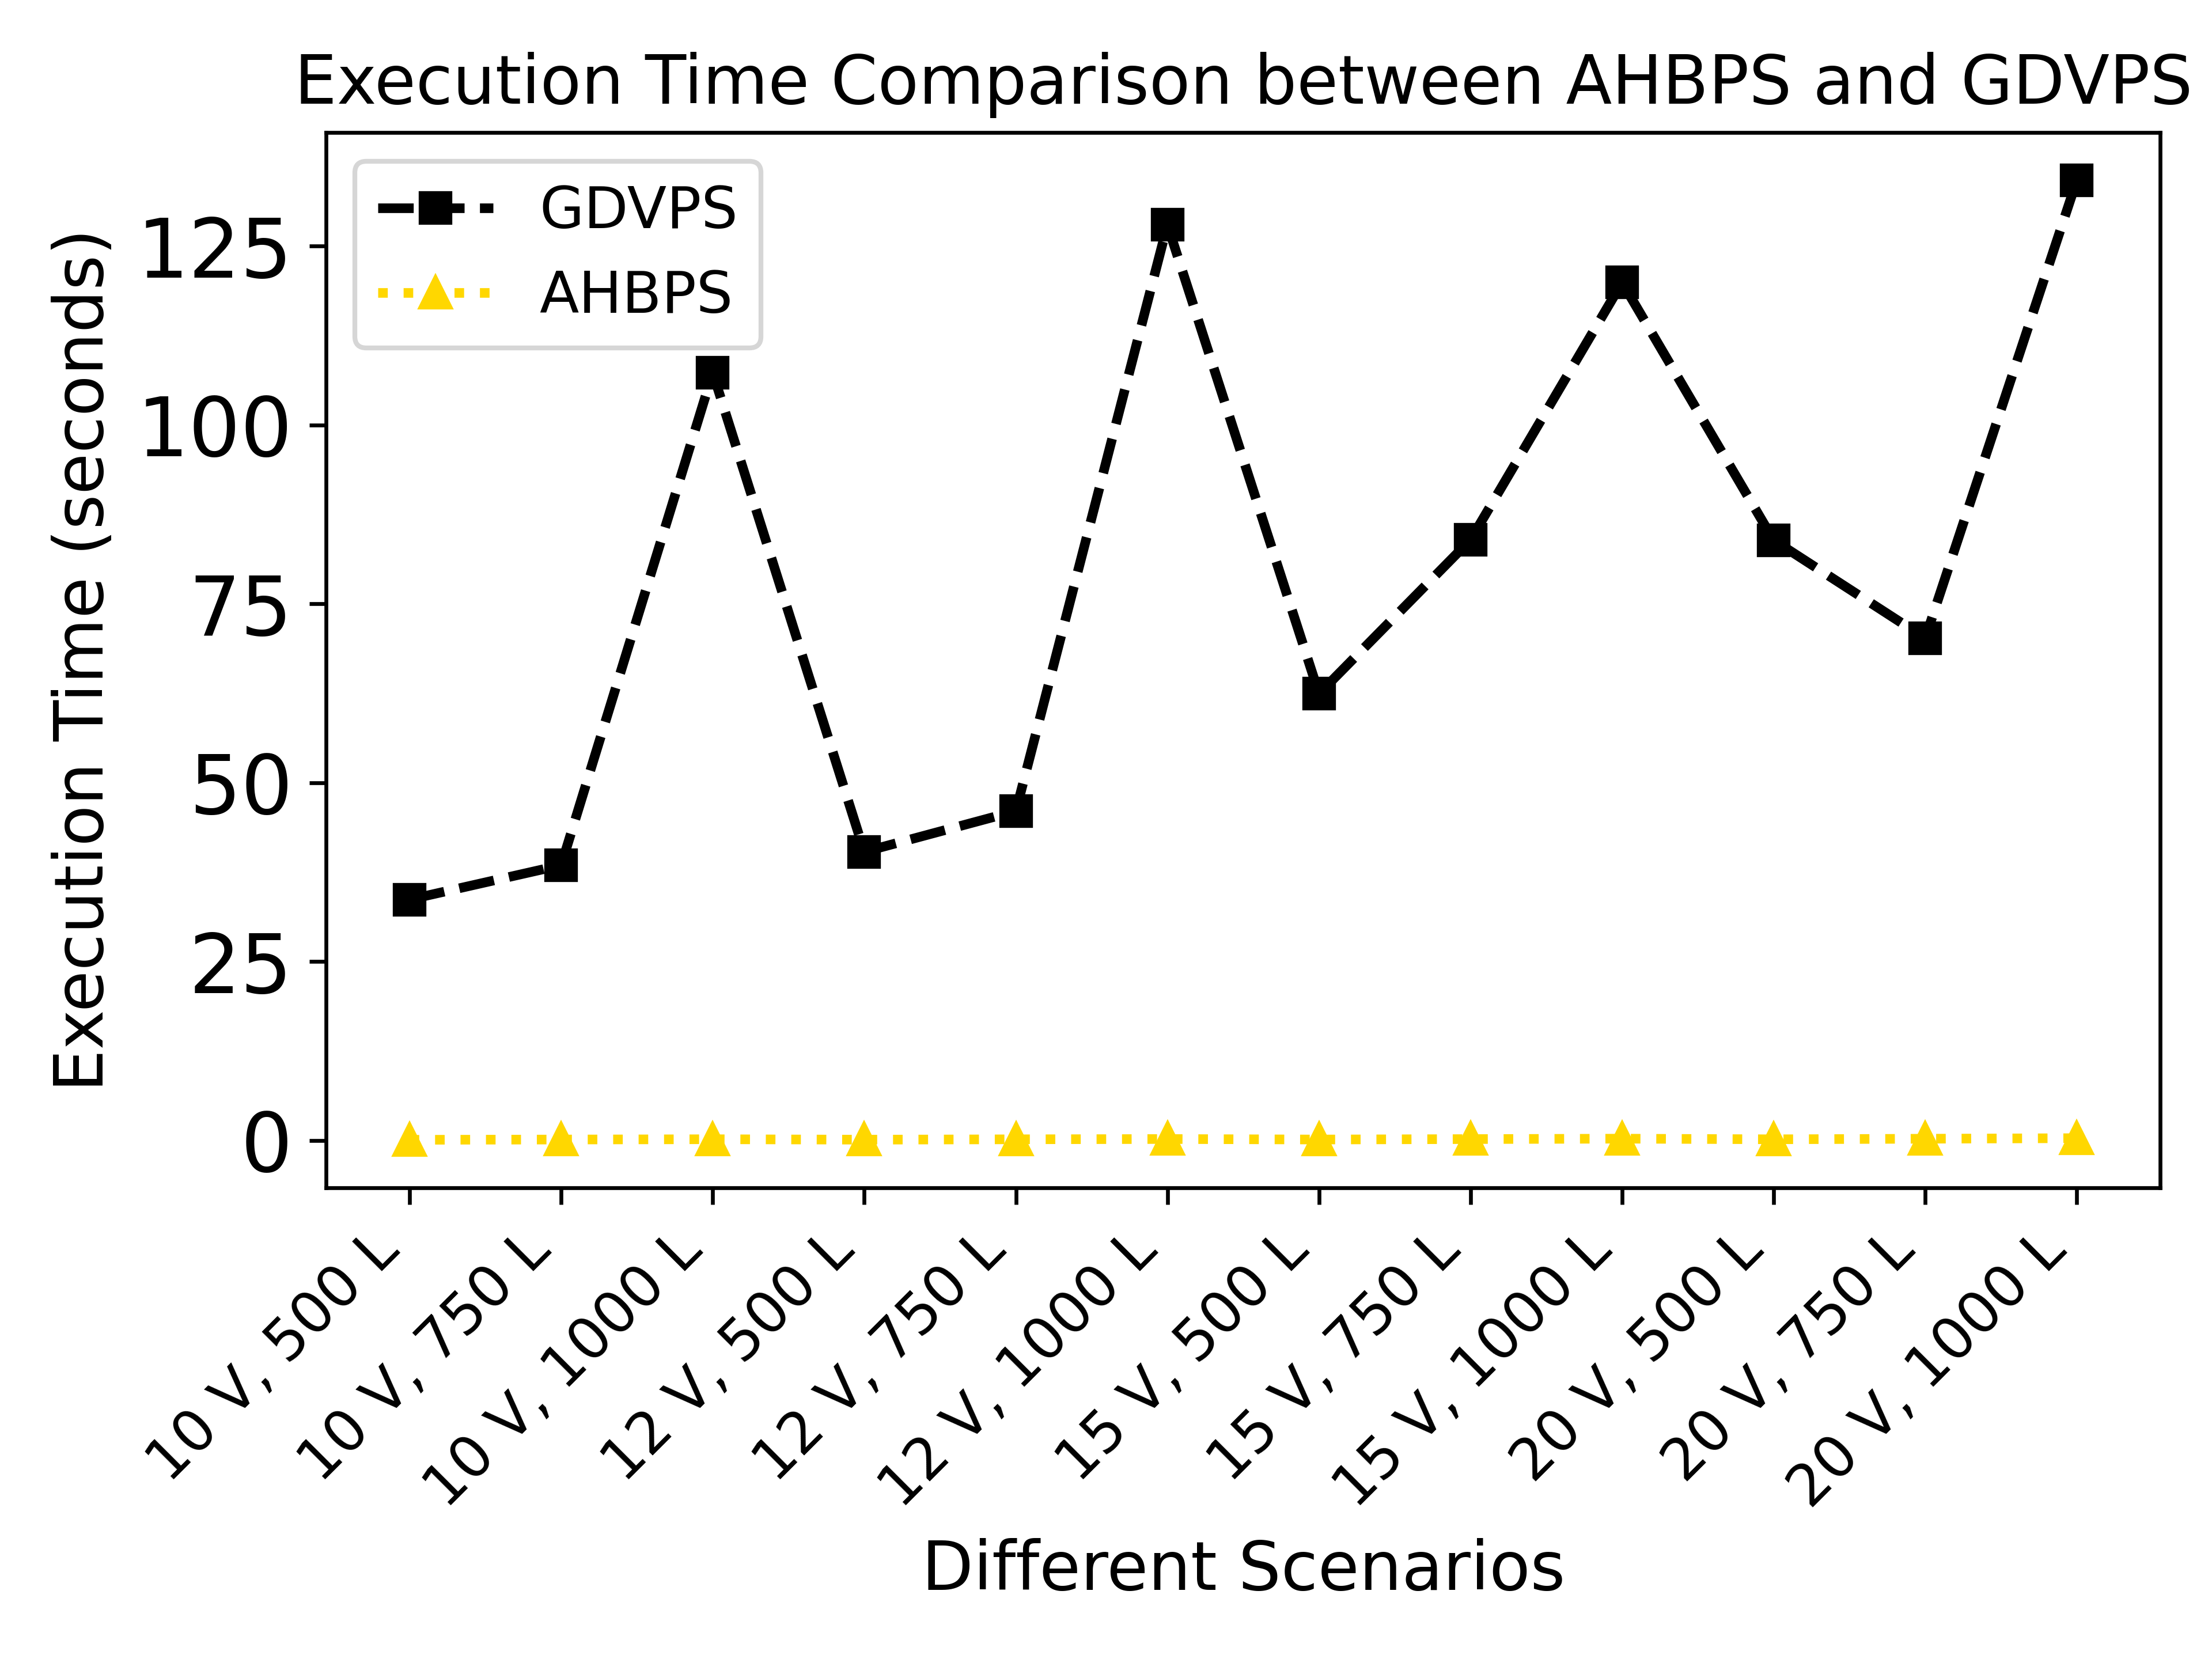 Execution Time Comparison between AHBPS and GDVPS
GDVPS
AHBPS
Execution Time (seconds)
125
100
75
50
25
0
10 V, 500 L
10 V, 750 L
10 V, 1000 L
12 V, 500 L
12 V, 750 L
12 V, 1000 L
15 V, 500 L
15 V, 750 L
15 V, 1000 L
20 V, 500 L
20 V, 750 L
20 V, 1000 L
Different Scenarios